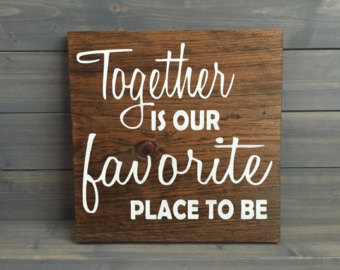 Together
IS OUR
favorite
PLACE TO BE